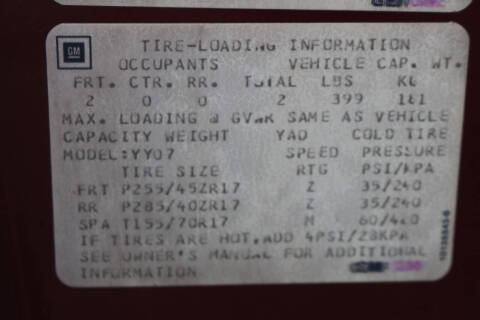 GM
TIRE-LOADING INFORMATION
OCCUPANTS VEHICLE CAP. WT.
FRT. CTR. RR. TOTAL LBS KG
2 0 0 2 399 181
MAX. LOADING @ GVWR SAME AS VEHICLE
CAPACITY WEIGHT YAD COLD TIRE
MODEL:YY07 SPEED PRESSURE
TIRE SIZE RTG PSI/KPA
FRT P255/45ZR17 Z 35/240
RR P285/40ZR17 Z 35/240
SPA T155/70R17 M 60/420
IF TIRES ARE HOT,ADD 4PSI/28KPA
SEE OWNER'S MANUAL FOR ADDITIONAL
INFORMATION